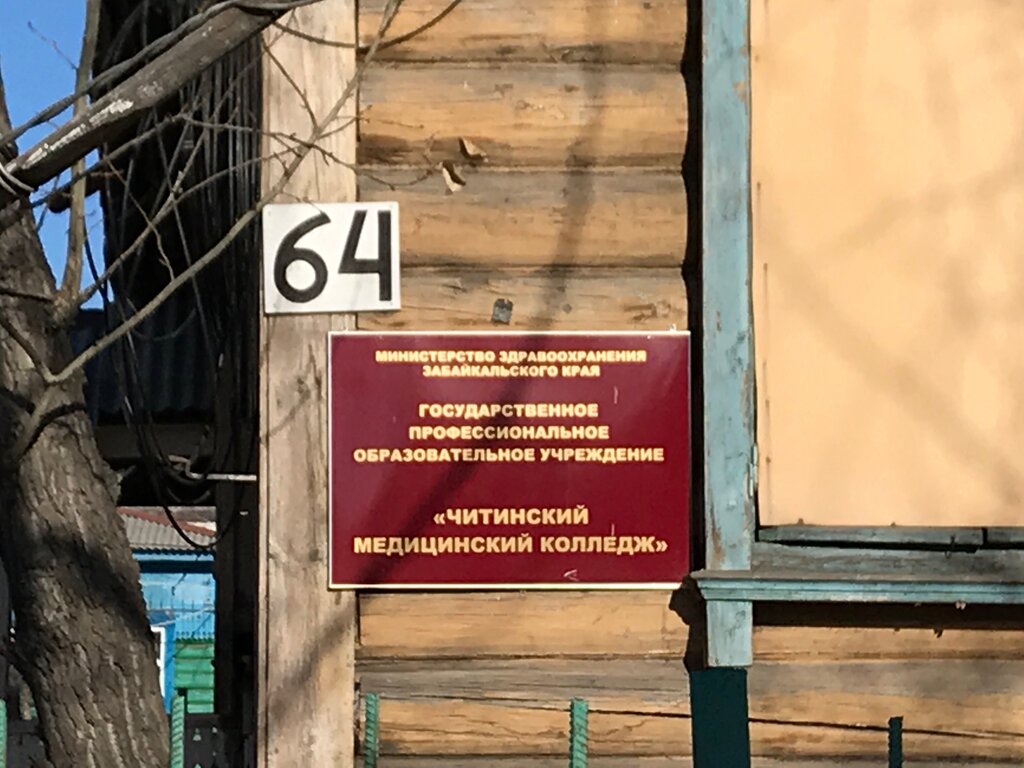 64
МИНИСТЕРСТВО ЗДРАВООХРАНЕНИЯ
ЗАБАЙКАЛЬСКОГО КРАЯ
ГОСУДАРСТВЕННОЕ
ПРОФЕССИОНАЛЬНОЕ
ОБРАЗОВАТЕЛЬНОЕ УЧРЕЖДЕНИЕ
«ЧИТИНСКИЙ
МЕДИЦИНСКИЙ КОЛЛЕДЖ»